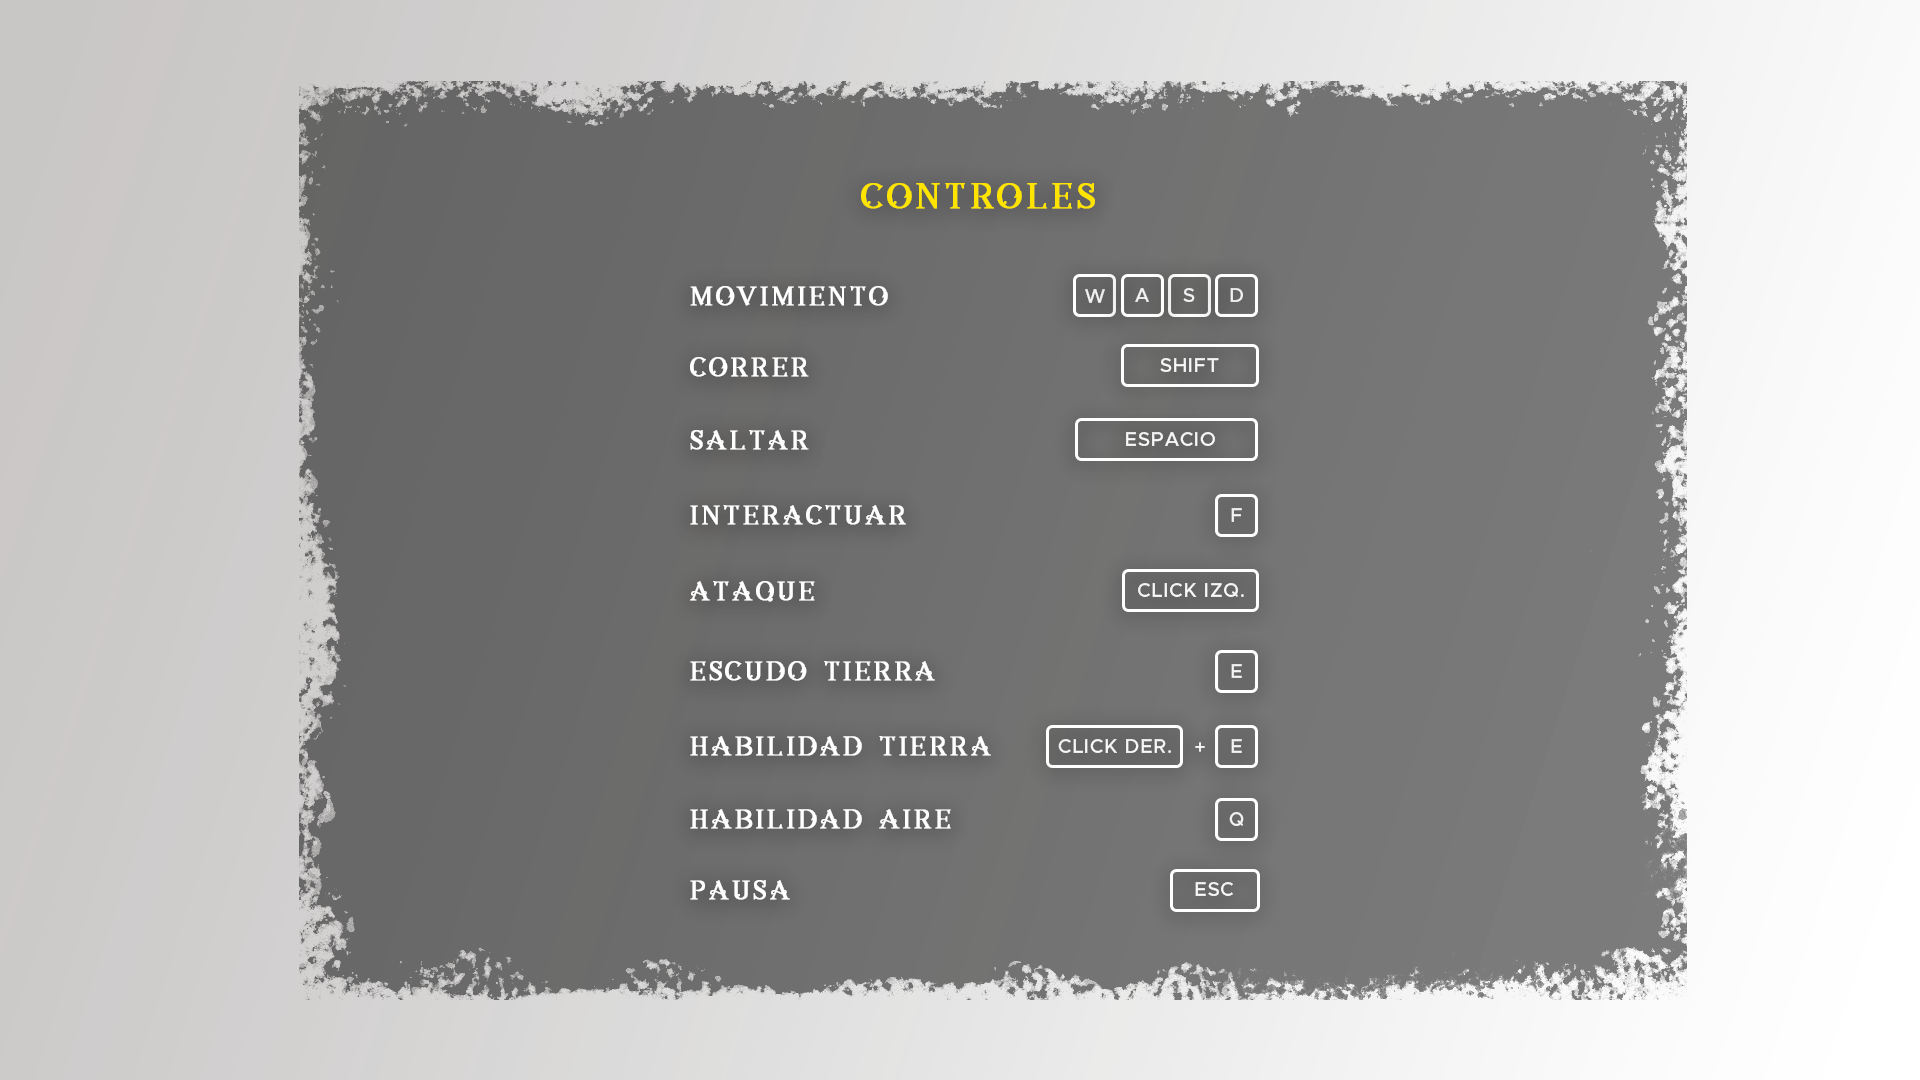 CONTROLES
MOVIMIENTO W A S D
CORRER SHIFT
SALTAR ESPACIO
INTERACTUAR F
ATAQUE CLICK IZQ.
ESCUDO TIERRA E
HABILIDAD TIERRA CLICK DER. + E
HABILIDAD AIRE Q
PAUSA ESC